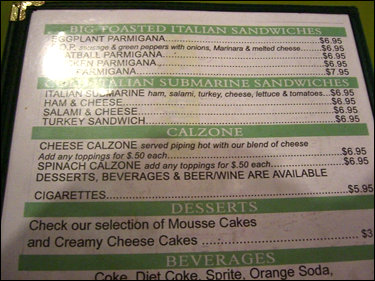 BIG TOASTED ITALIAN SANDWICHES
EGGPLANT PARMIGANA....$6.95
S.O.P. sausage & green peppers with onions, Marinara & melted cheese....$6.95
MEATBALL PARMIGANA....$6.95
CHICKEN PARMIGANA....$6.95
PARMIGANA....$7.95
ITALIAN SUBMARINE SANDWICHES
ITALIAN SUBMARINE ham, salami, turkey, cheese, lettuce & tomatoes...$6.95
HAM & CHEESE....$6.95
SALAMI & CHEESE....$6.95
TURKEY SANDWICH....$6.95
CALZONE
CHEESE CALZONE served piping hot with our blend of cheese
Add any toppings for $.50 each....$6.95
SPINACH CALZONE add any toppings for $.50 each....$6.95
DESSERTS, BEVERAGES & BEER/WINE ARE AVAILABLE
CIGARETTES....$5.95
DESSERTS
Check our selection of Mousse Cakes
and Creamy Cheese Cakes ....$3
BEVERAGES
Coke, Diet Coke, Sprite, Orange Soda,